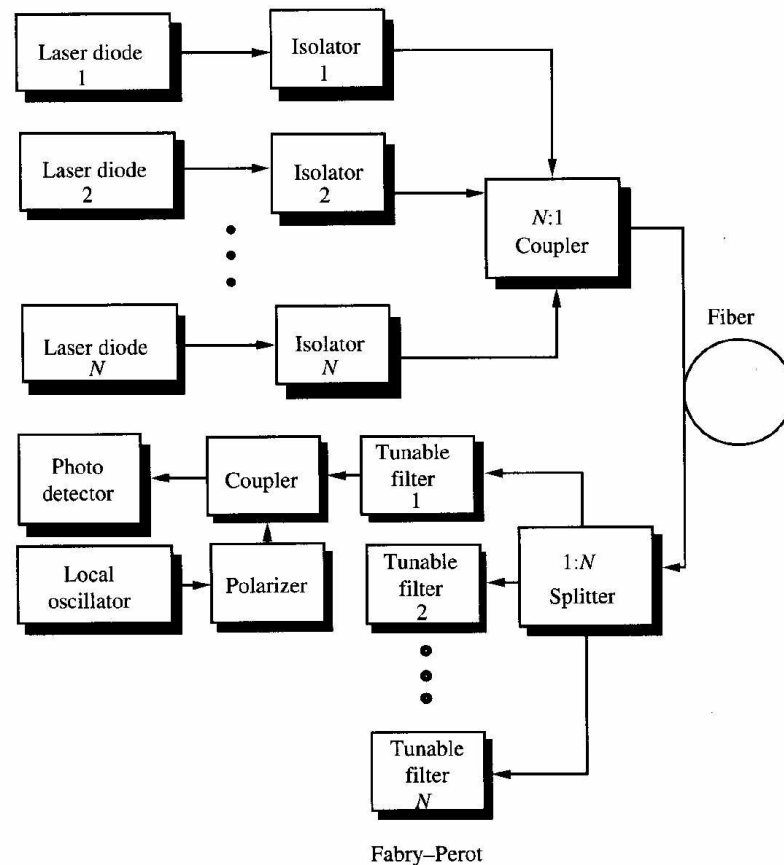 Laser diode
1
Isolator
1
Laser diode
2
Isolator
2
N:1
Coupler
Laser diode
N
Isolator
N
Fiber
Photo
detector
Coupler
Tunable
filter
1
Local
oscillator
Polarizer
Tunable
filter
2
1:N
Splitter
Tunable
filter
N
Fabry–Perot